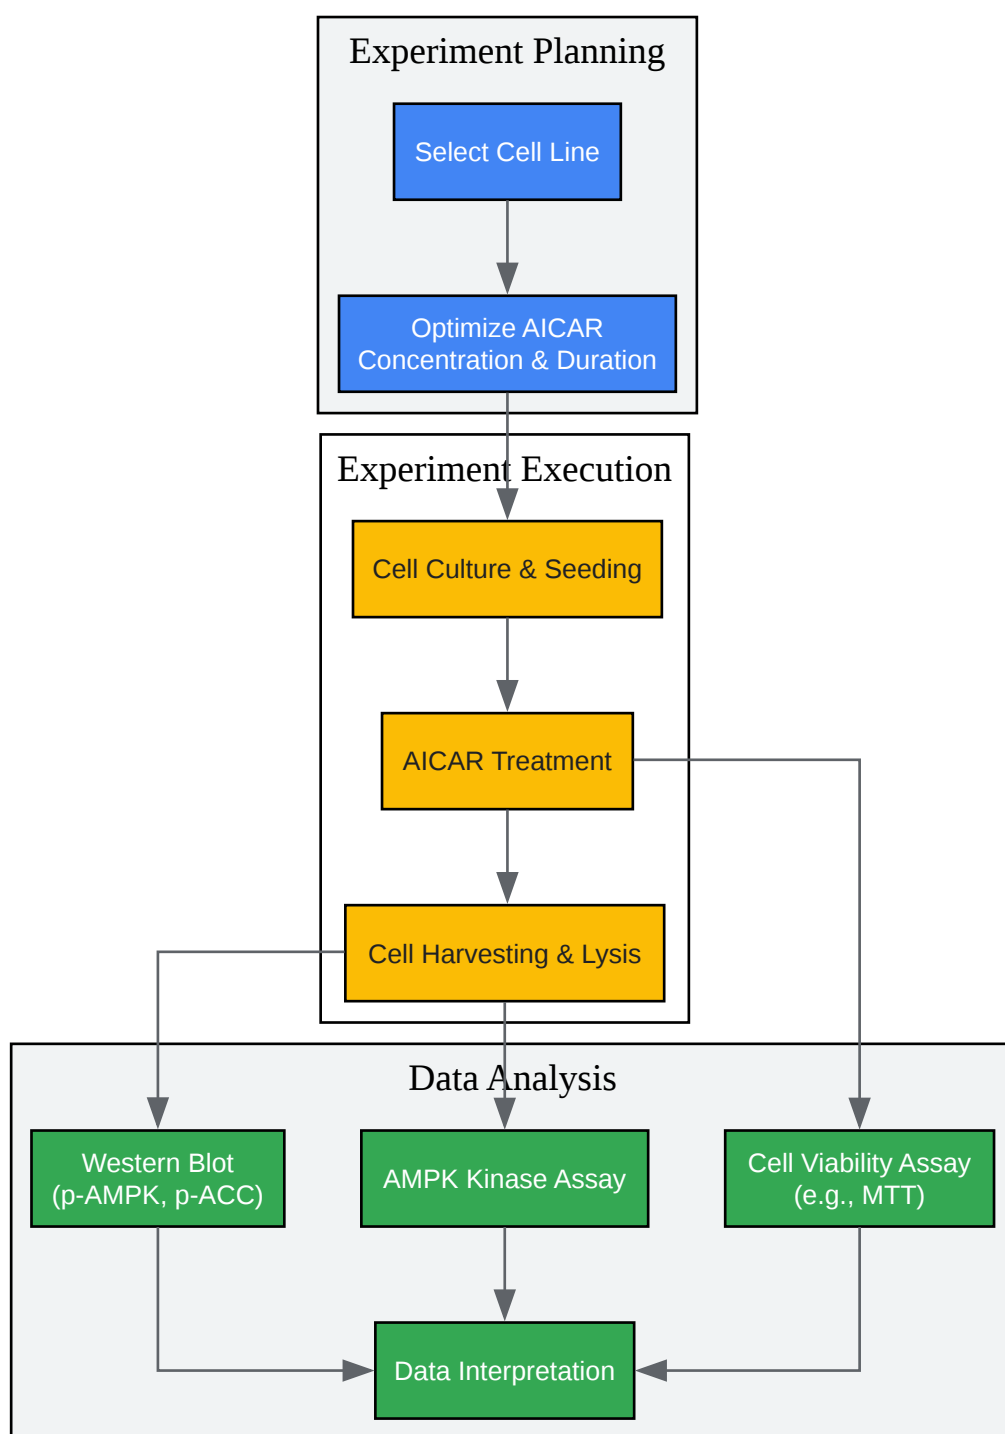 Experiment Planning
Select Cell Line
Optimize AICAR
Concentration & Duration
Experiment Execution
Cell Culture & Seeding
AICAR Treatment
Cell Harvesting & Lysis
Data Analysis
Western Blot
(p-AMPK, p-ACC)
AMPK Kinase Assay
Cell Viability Assay
(e.g., MTT)
Data Interpretation